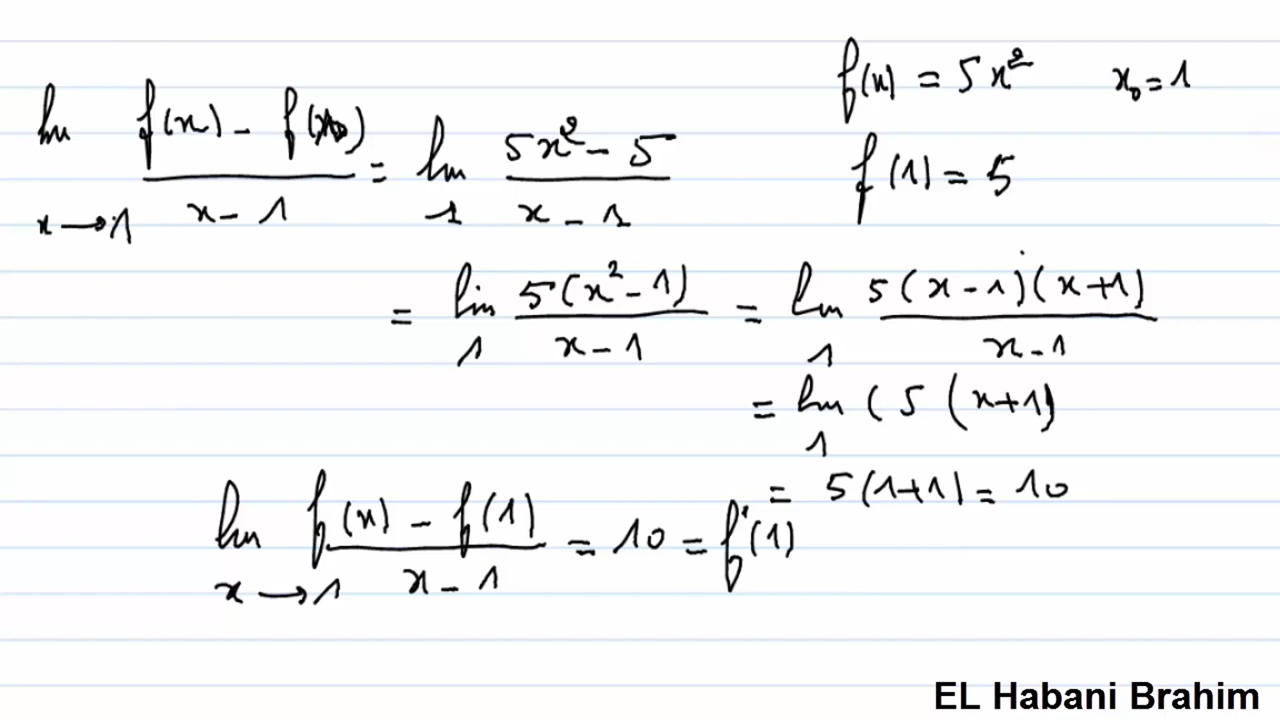 f(x) = 5x² x₀ = 1
lim x→1 (f(x) - f(x₀))/(x - 1) = lim 1 (5x² - 5)/(x - 1)
f(1) = 5
= lim 1 5(x² - 1)/(x - 1) = lim 1 5(x - 1)(x + 1)/(x - 1)
= lim 1 ( 5 (x+1)
= 5(1+1) = 10
lim x→1 (f(x) - f(1))/(x - 1) = 10 = f'(1)
EL Habani Brahim